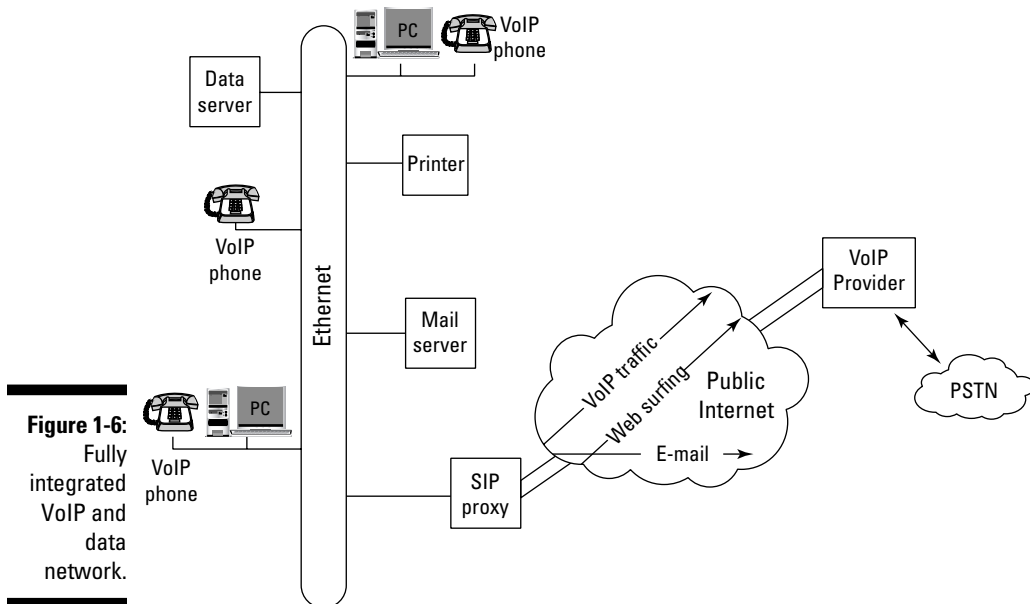 PC
VoIP
phone
Data
server
Printer
VoIP
phone
Ethernet
Mail
server
VoIP
Provider
VoIP traffic
Web surfing
Public
Internet
E-mail
PSTN
PC
VoIP
phone
SIP
proxy
Figure 1-6:
Fully
integrated
VoIP and
data
network.